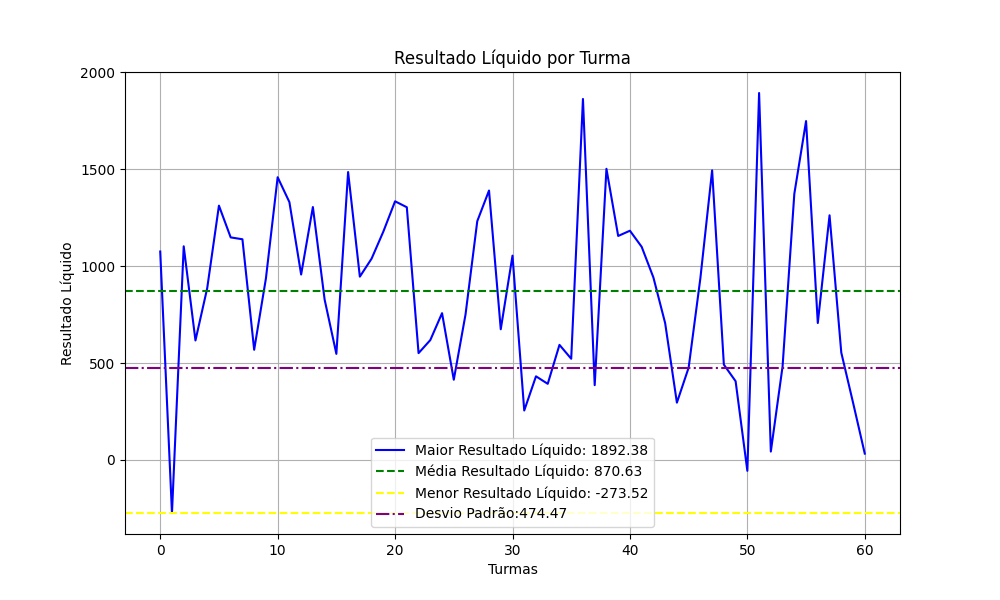 Resultado Líquido por Turma
2000
1500
1000
500
0
Resultado Líquido
Maior Resultado Líquido: 1892.38
Média Resultado Líquido: 870.63
Menor Resultado Líquido: -273.52
Desvio Padrão:474.47
0 10 20 30 40 50 60
Turmas